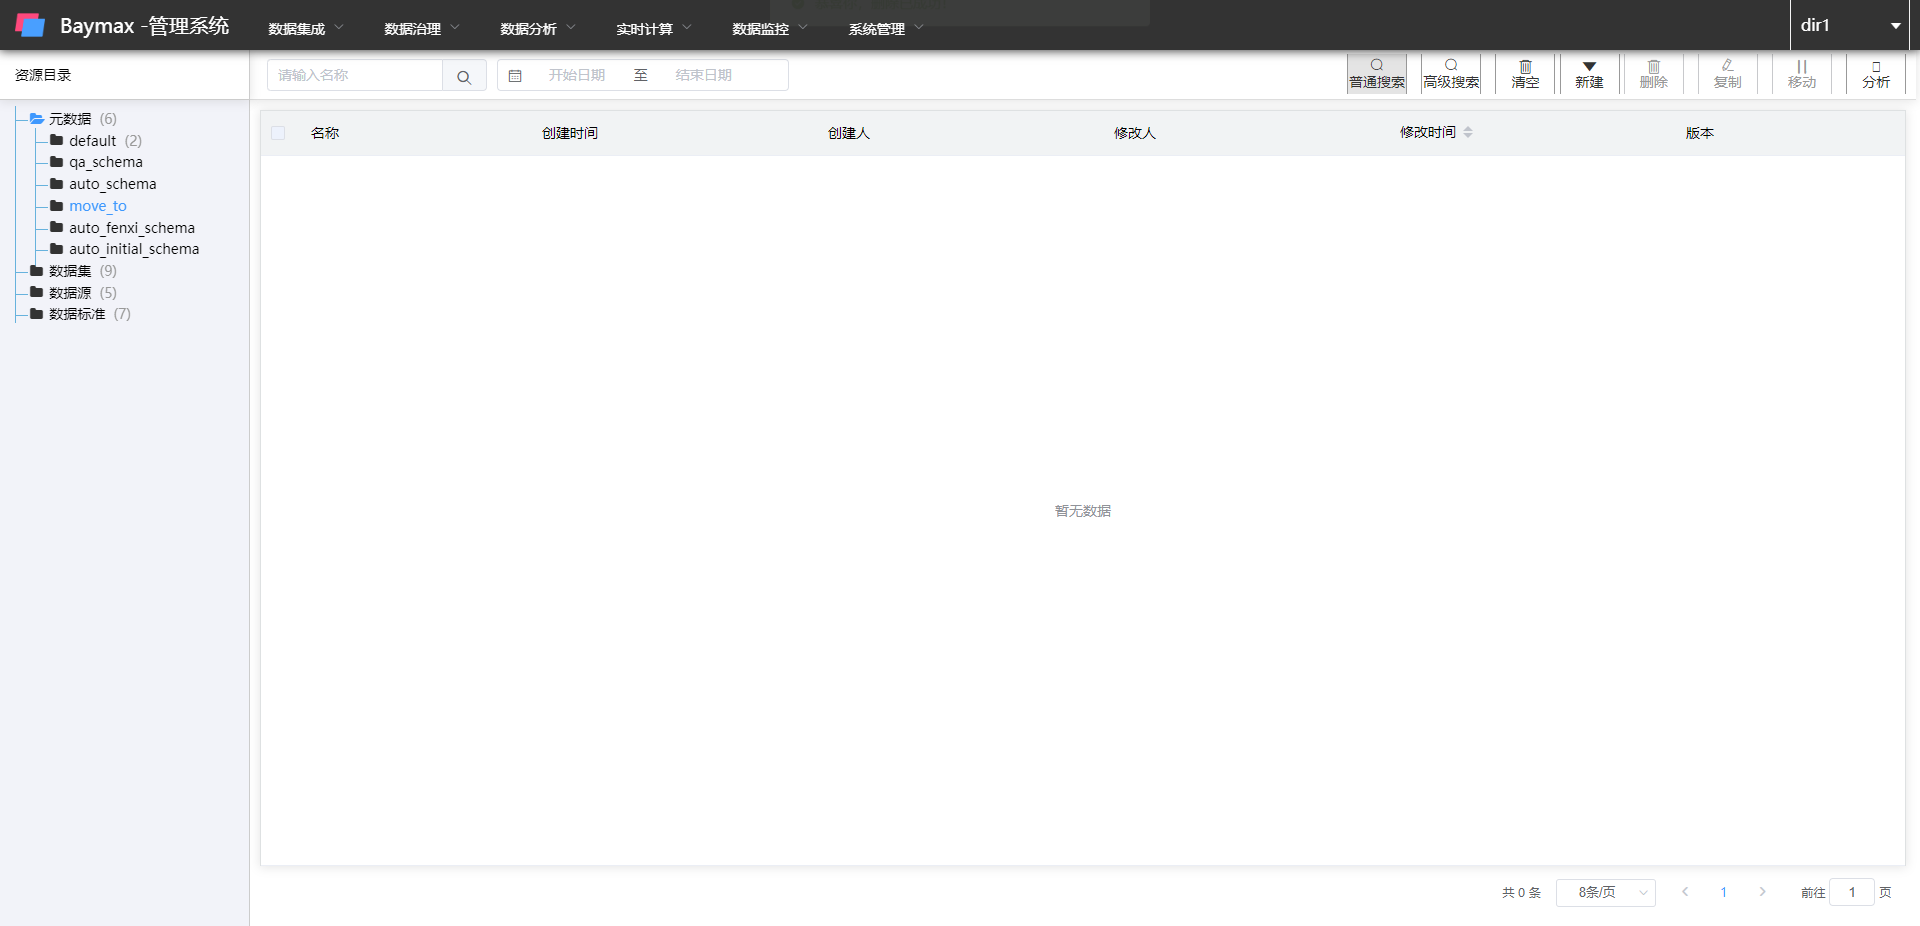 Baymax -管理系统
数据集成
数据治理
数据分析
实时计算
数据监控
系统管理
dir1
资源目录
请输入名称
开始日期 至 结束日期
普通搜索
高级搜索
清空
新建
删除
复制
移动
分析
元数据 (6)
default (2)
qa_schema
auto_schema
move_to
auto_fenxi_schema
auto_initial_schema
数据集 (9)
数据源 (5)
数据标准 (7)
名称 创建时间 创建人 修改人 修改时间 版本
暂无数据
共 0 条 8条/页 1 前往 1 页